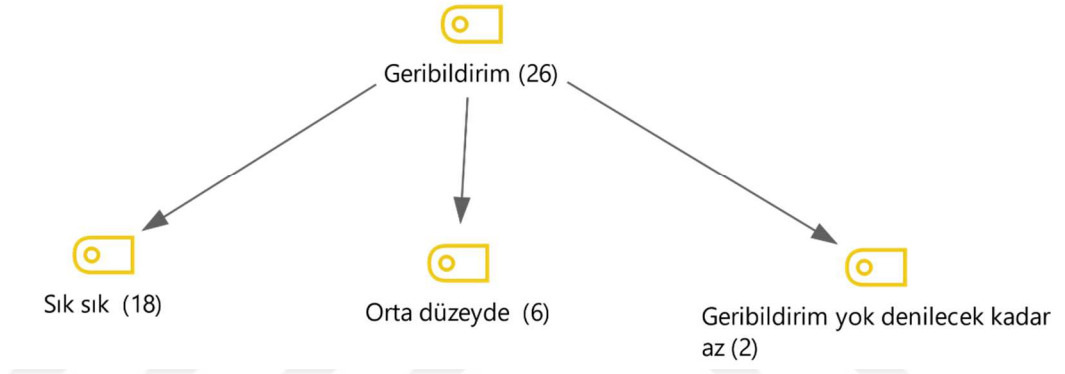 Geribildirim (26)
Sık sık (18)
Orta düzeyde (6)
Geribildirim yok denilecek kadar
az (2)